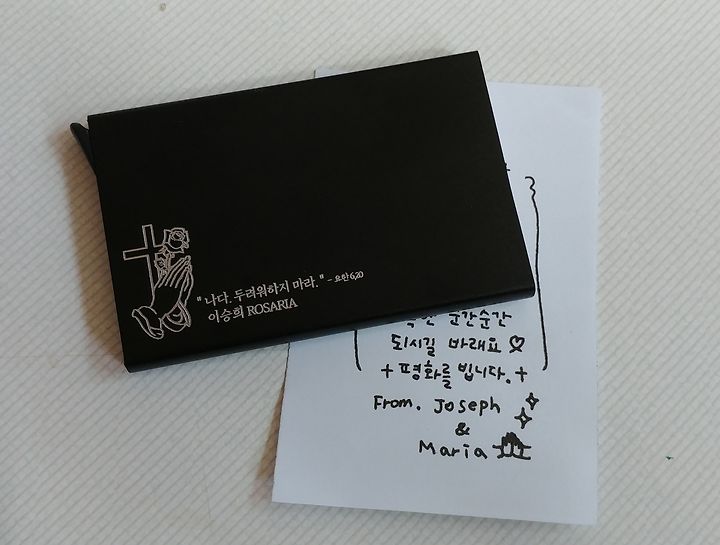 "나다. 두려워하지 마라." - 요한 6,20
이승희 ROSARIA
순간순간
되시길 바래요♡
+평화를 빕니다.+
From. Joseph
&
Maria